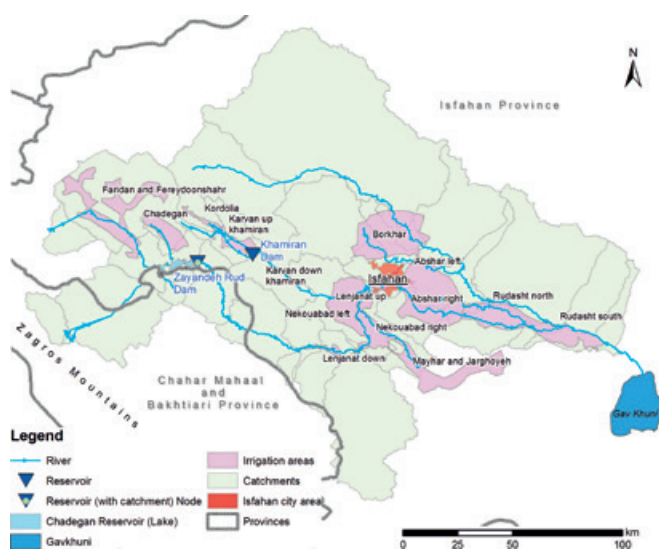 N
Isfahan Province
Faridan and Fereydoonshahr
Kordolia
Chadegan
Karvan up
khamiran
Khamiran
Dam
Borkhar
Abshar left
Zayandeh Rud
Dam
Karvan down
khamiran
Isfahan
Lenjanat up
Abshar right
Rudasht north
Nekouabad left
Rudasht south
Nekouabad right
Lenjanat down
Mayhar and Jarghoyeh
Zagros Mountains
Chahar Mahaal
and
Bakhtiari Province
Gav Khuni
Legend
River
Reservoir
Reservoir (with catchment) Node
Chadegan Reservoir (Lake)
Gavkhuni
Irrigation areas
Catchments
Isfahan city area
Provinces
0 25 50 100
km